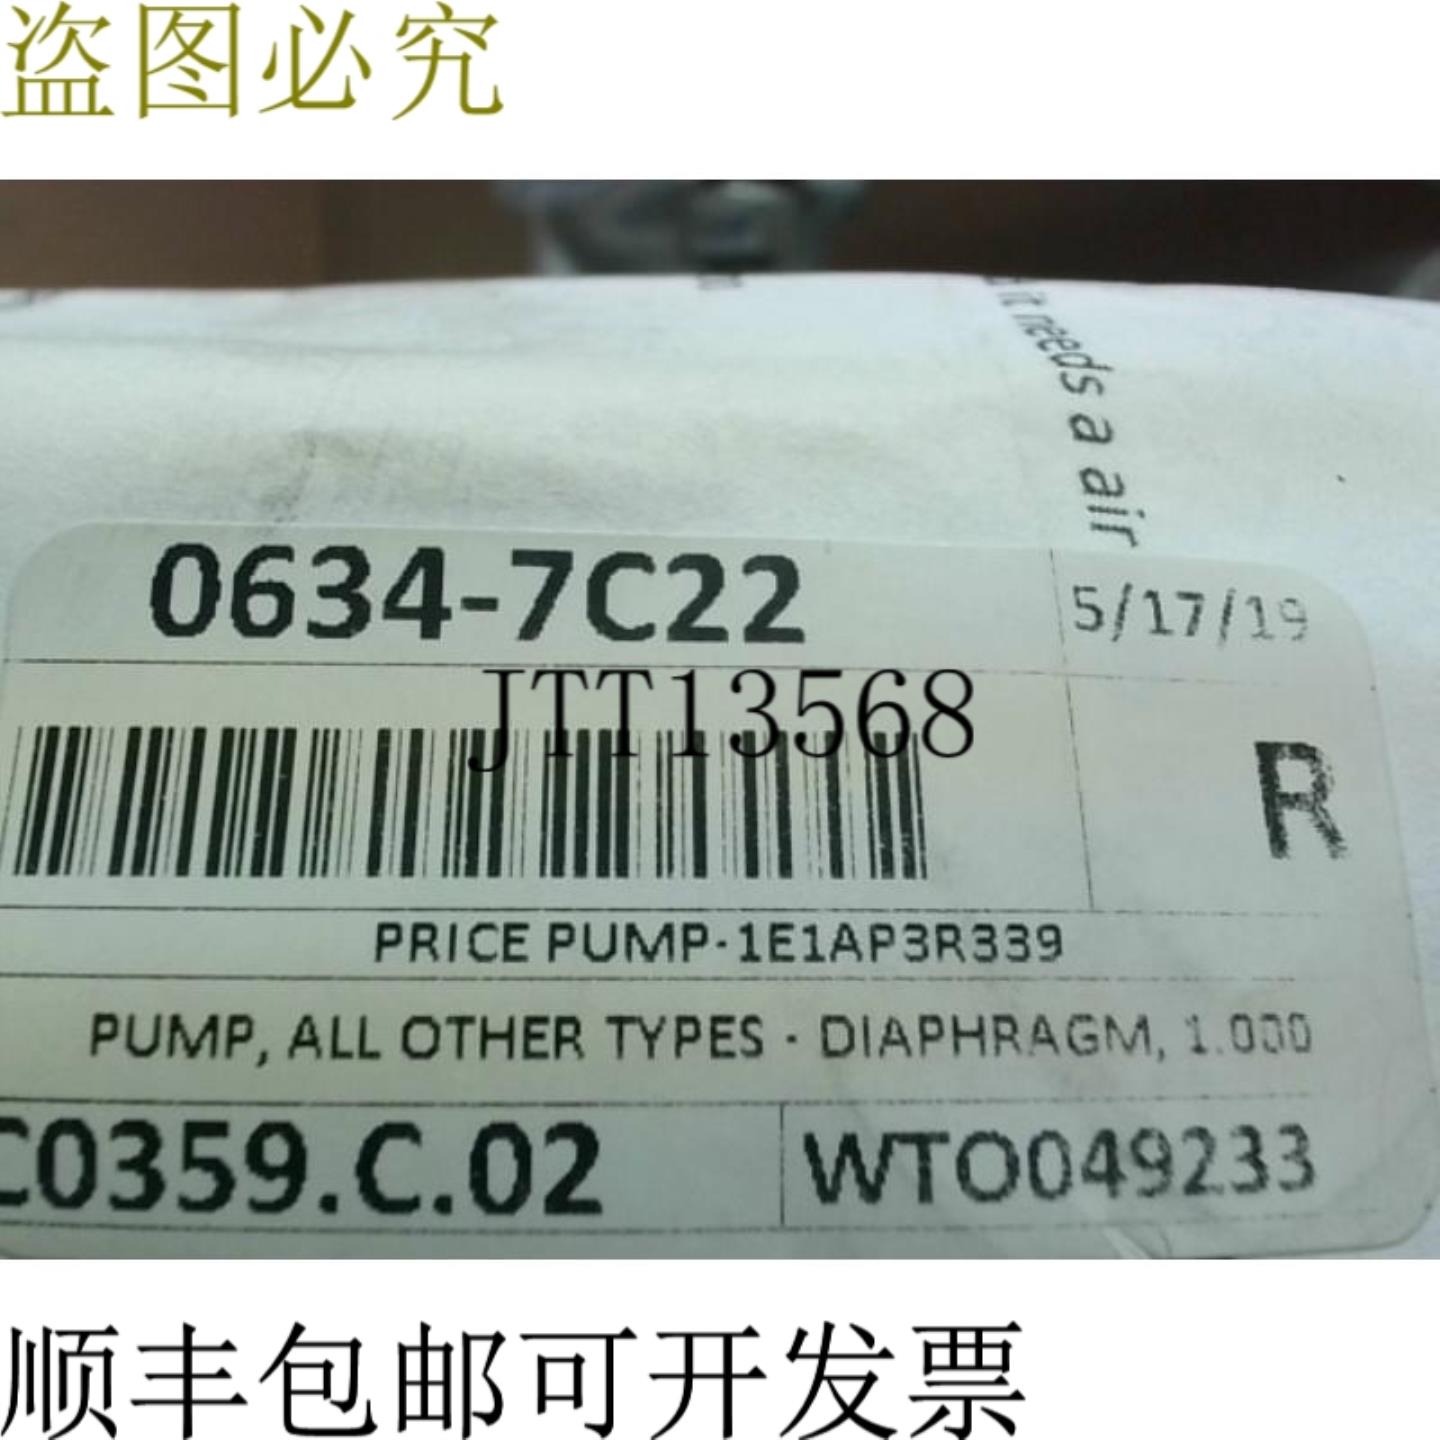 盗图必究
it needs a air
0634-7C22
5/17/19
JTT13568
R
PRICE PUMP-1E1AP3R339
PUMP, ALL OTHER TYPES - DIAPHRAGM, 1.000
C0359.C.02
WTO049233
顺丰包邮可开发票